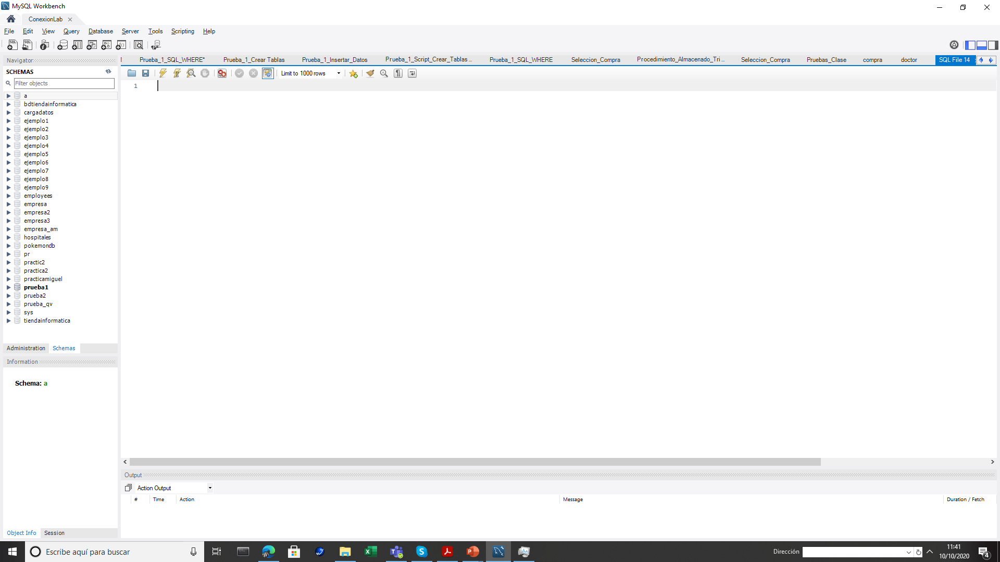 MySQL Workbench
ConexionLab
File Edit View Query Database Server Tools Scripting Help
Navigator
Prueba_1_SQL_WHERE* Prueba_1_Crear Tablas Prueba_1_Insertar_Datos Prueba_1_Script_Crear_Tablas ... Prueba_1_SQL_WHERE Seleccion_Compra Procedimiento_Almacenado_Tri ... Seleccion_Compra Pruebas_Clase compra doctor SQL File 14
SCHEMAS
Limit to 1000 rows
Filter objects
1
a
bdtiendainformatica
cargadatos
ejemplo1
ejemplo2
ejemplo3
ejemplo4
ejemplo5
ejemplo6
ejemplo7
ejemplo8
ejemplo9
employees
empresa
empresa2
empresa3
empresa_am
hospitales
pokemondb
pr
practic2
practica2
practicamiguel
prueba1
prueba2
prueba_qv
sys
tiendainformatica
Administration Schemas
Information
Schema: a
Object Info Session
Output
Action Output
# Time Action Message Duration / Fetch
Escribe aquí para buscar
Dirección
11:41
10/10/2020
4